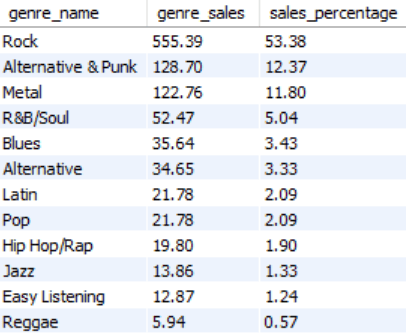 genre_name genre_sales sales_percentage
Rock 555.39 53.38
Alternative & Punk 128.70 12.37
Metal 122.76 11.80
R&B/Soul 52.47 5.04
Blues 35.64 3.43
Alternative 34.65 3.33
Latin 21.78 2.09
Pop 21.78 2.09
Hip Hop/Rap 19.80 1.90
Jazz 13.86 1.33
Easy Listening 12.87 1.24
Reggae 5.94 0.57